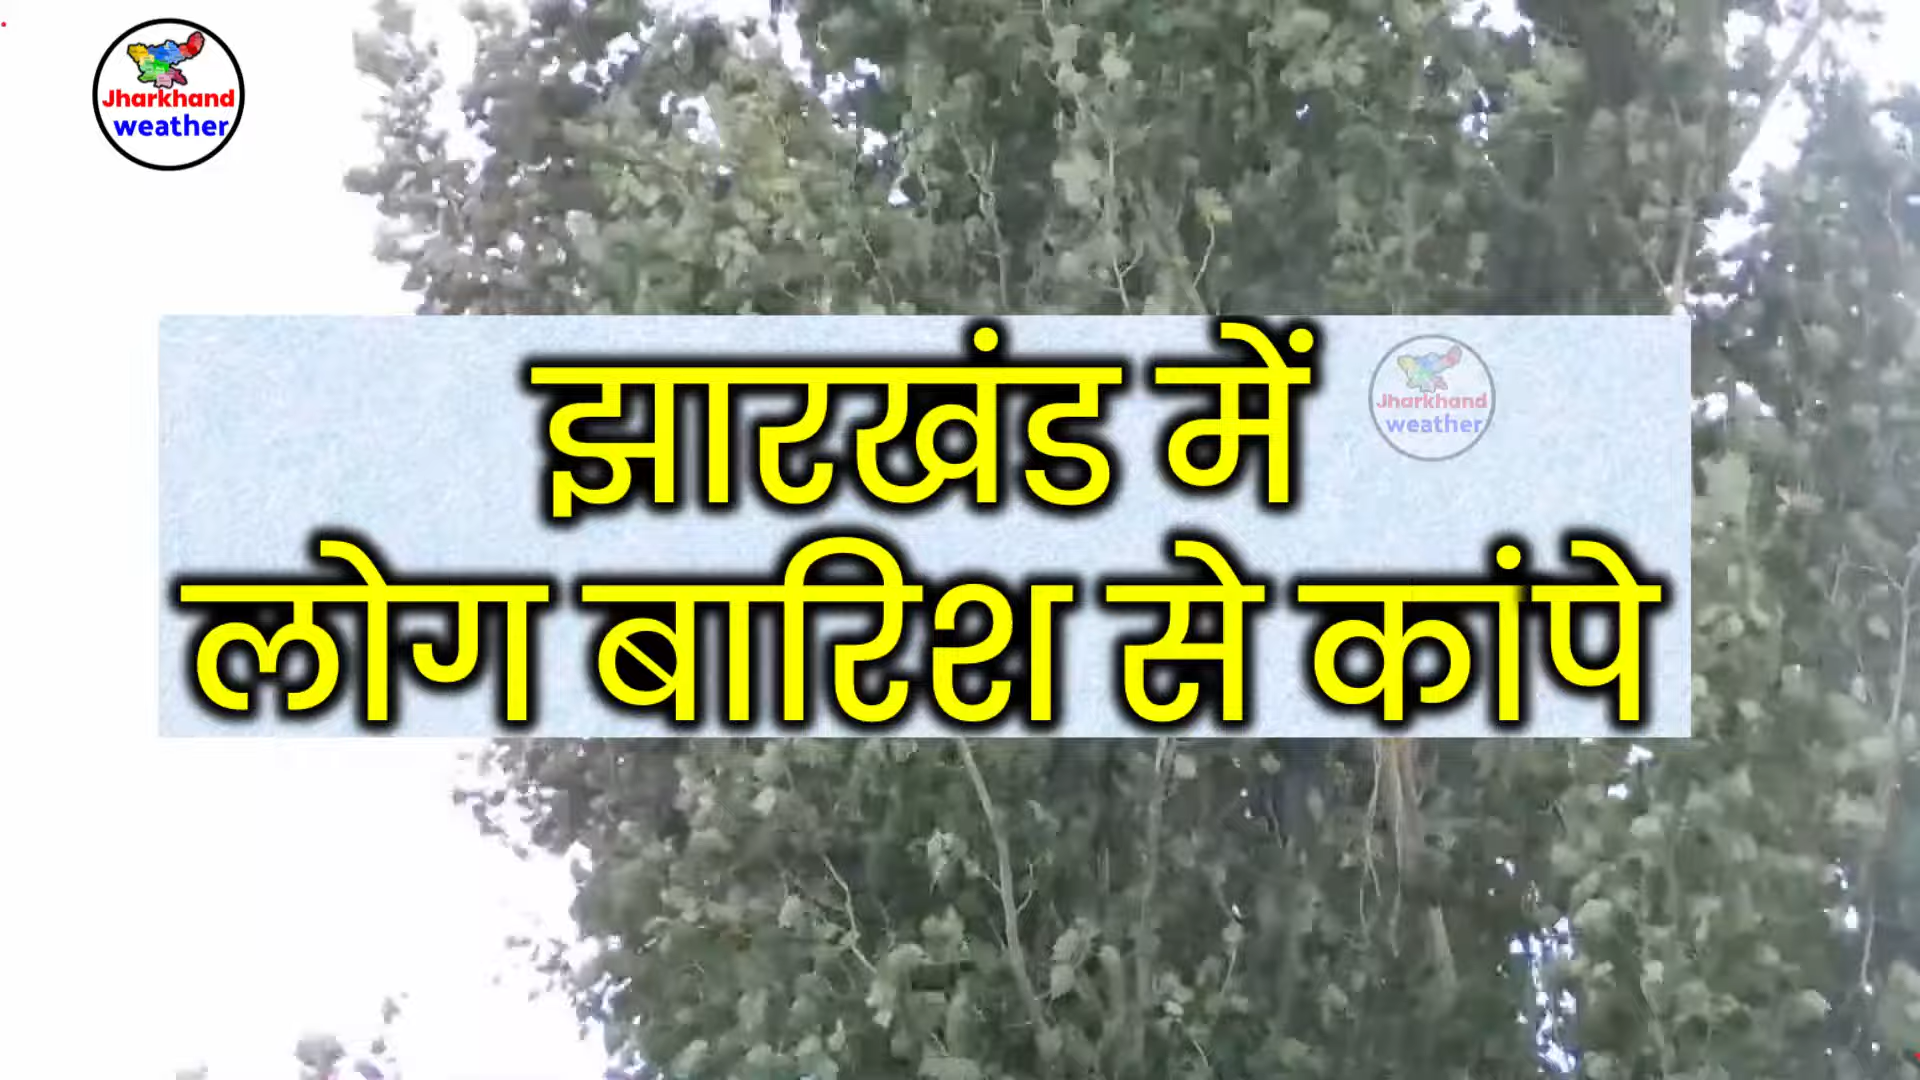 Jharkhand
weather
झारखंड में
Jharkhand
weather
लोग बारिश से कांपे